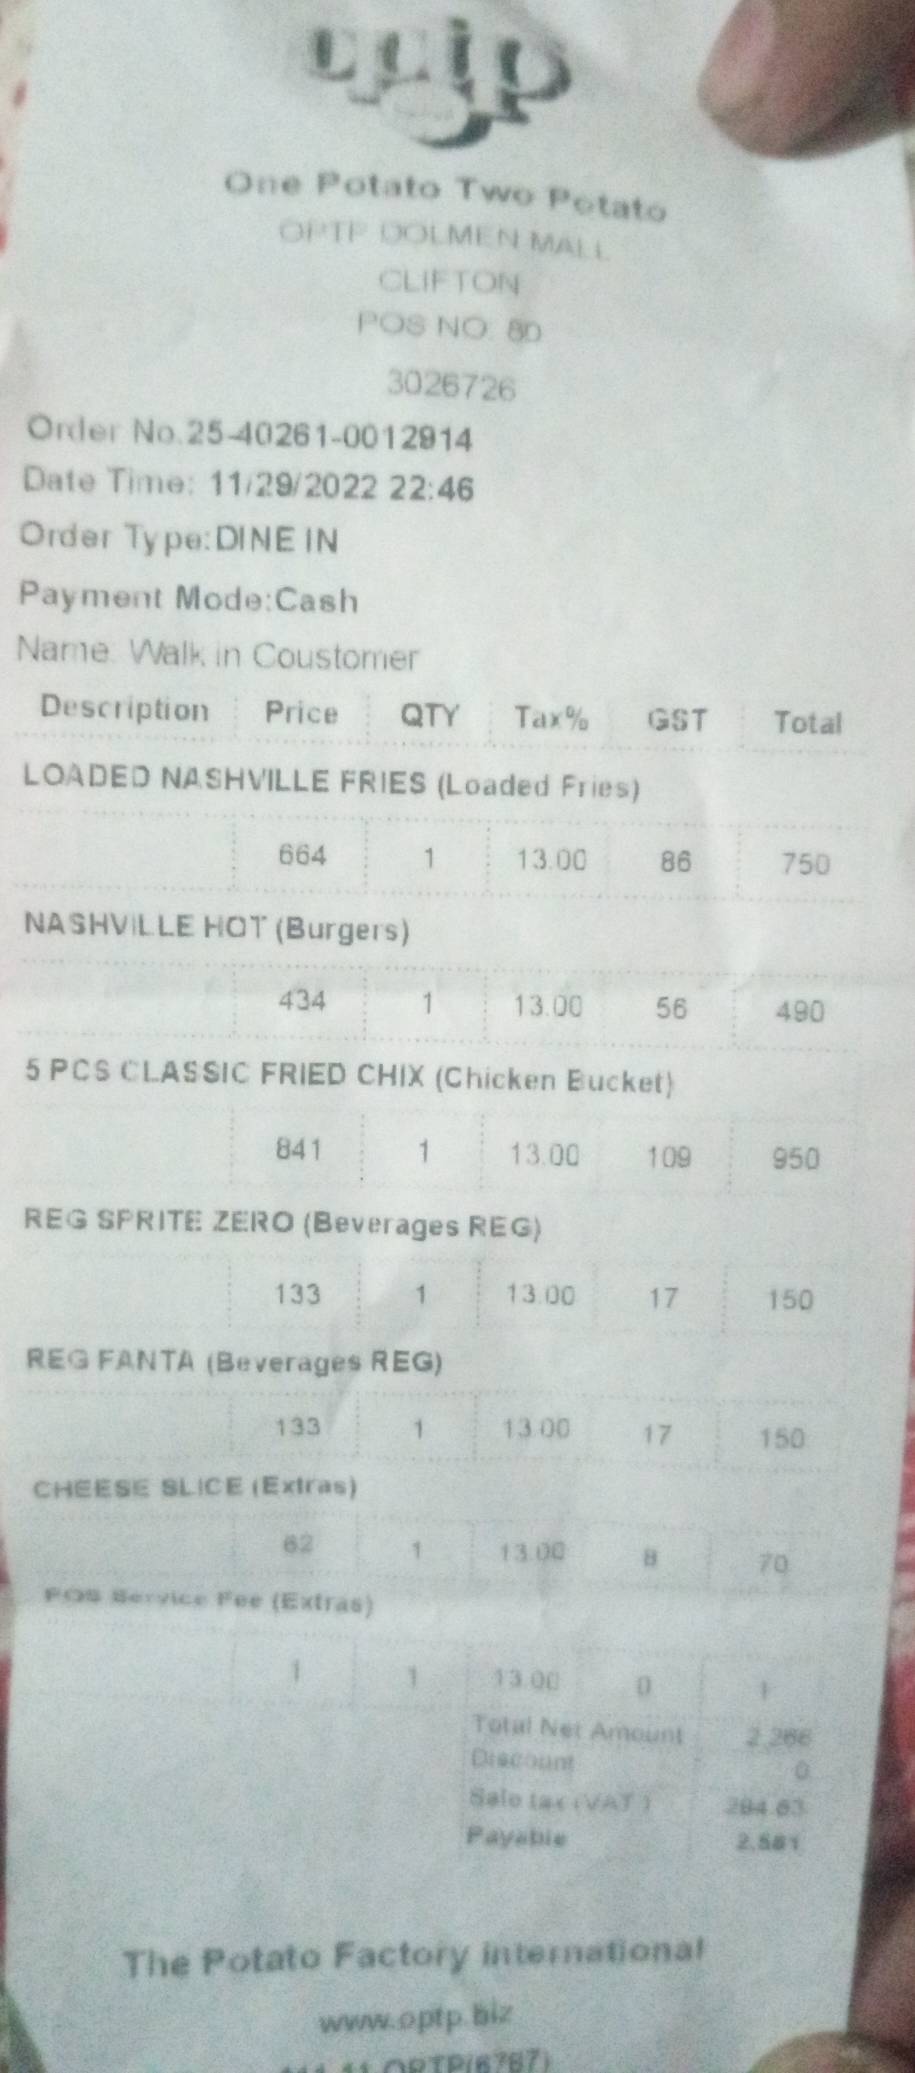 optp
One Potato Two Potato
OPTP DOLMEN MALL
CLIFTON
POS NO. 80
3026726
Order No.25-40261-0012914
Date Time: 11/29/2022 22:46
Order Type:DINE IN
Payment Mode:Cash
Name: Walk in Coustomer
Description Price QTY Tax% GST Total
LOADED NASHVILLE FRIES (Loaded Fries)
664 1 13.00 86 750
NASHVILLE HOT (Burgers)
434 1 13.00 56 490
5 PCS CLASSIC FRIED CHIX (Chicken Bucket)
841 1 13.00 109 950
REG SPRITE ZERO (Beverages REG)
133 1 13.00 17 150
REG FANTA (Beverages REG)
133 1 13.00 17 150
CHEESE SLICE (Extras)
62 1 13.00 8 70
POS Service Fee (Extras)
1 1 13.00 0 1
Total Net Amount 2,266
Discount 0
Sale tax (VAT) 294.63
Payable 2,561
The Potato Factory international
www.optp.biz
OPTP(6787)